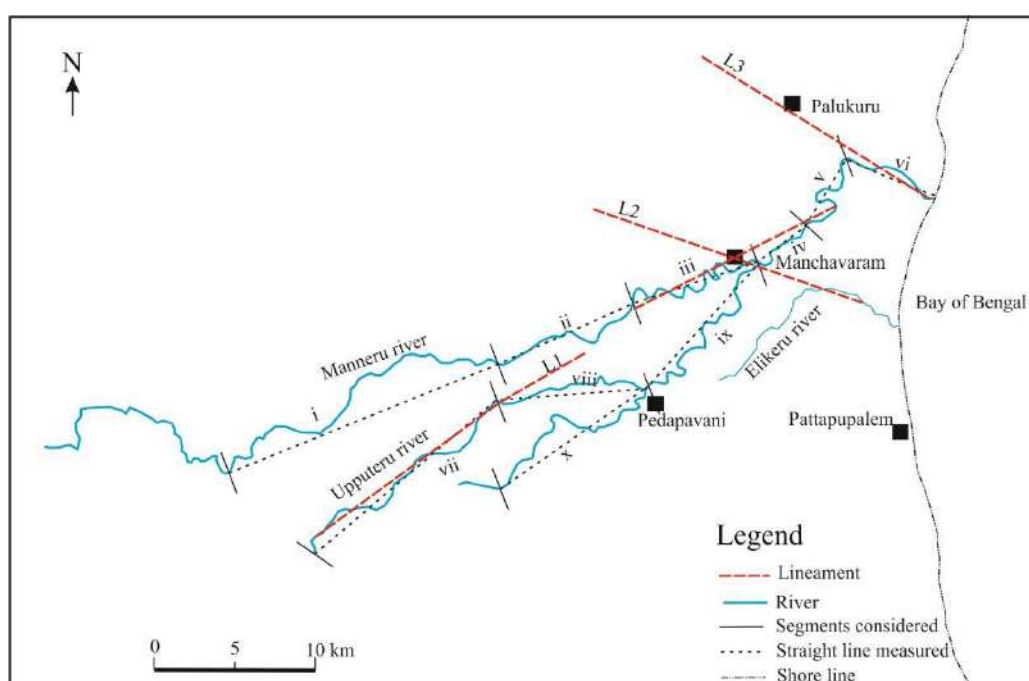 N
L3
Palukuru
vi
v
L2
iv
Manchavaram
iii
Bay of Bengal
ii
ix
Elikeru river
Manneru river
L1
viii
i
Pedapavani
Pattapupalem
Upputeru river
vii
x
Legend
Lineament
River
Segments considered
Straight line measured
Shore line
0 5 10 km